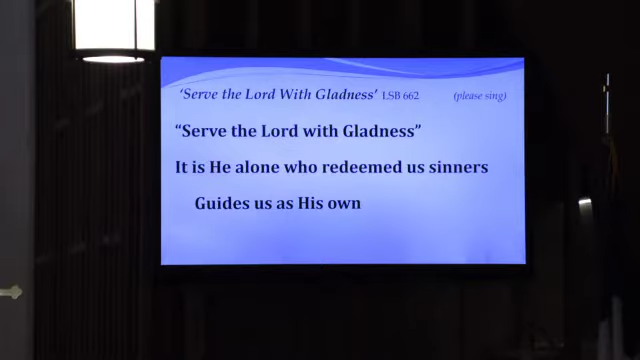 ‘Serve the Lord With Gladness’ LSB 662 (please sing)
“Serve the Lord with Gladness”
It is He alone who redeemed us sinners
Guides us as His own